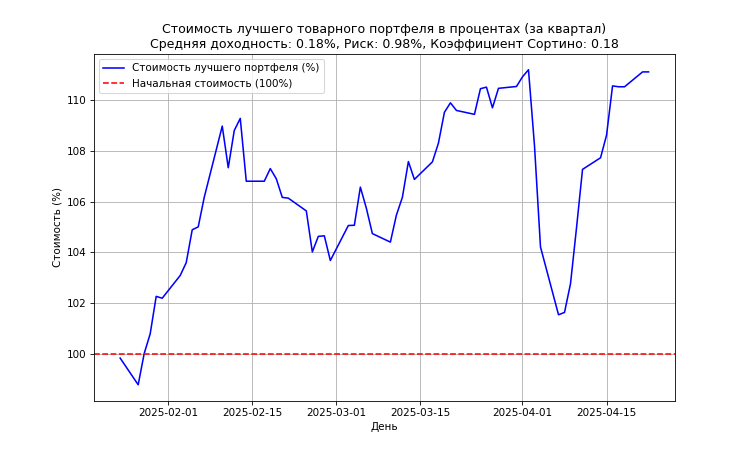 Стоимость лучшего товарного портфеля в процентах (за квартал)
Средняя доходность: 0.18%, Риск: 0.98%, Коэффициент Сортино: 0.18
Стоимость лучшего портфеля (%)
Начальная стоимость (100%)
Стоимость (%)
110
108
106
104
102
100
2025-02-01
2025-02-15
2025-03-01
2025-03-15
2025-04-01
2025-04-15
День